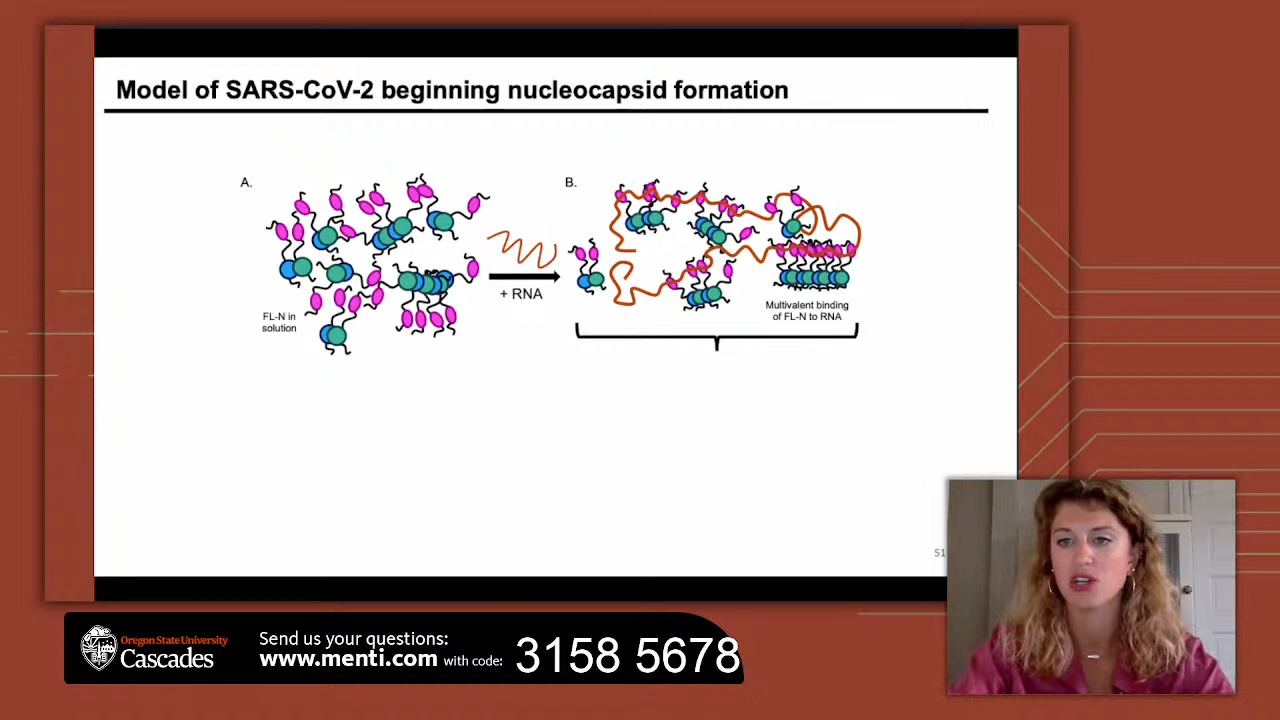 Model of SARS-CoV-2 beginning nucleocapsid formation
A.
B.
+ RNA
FL-N in
solution
Multivalent binding
of FL-N to RNA
51
Oregon State University
Cascades
Send us your questions:
www.menti.com with code:
3158 5678